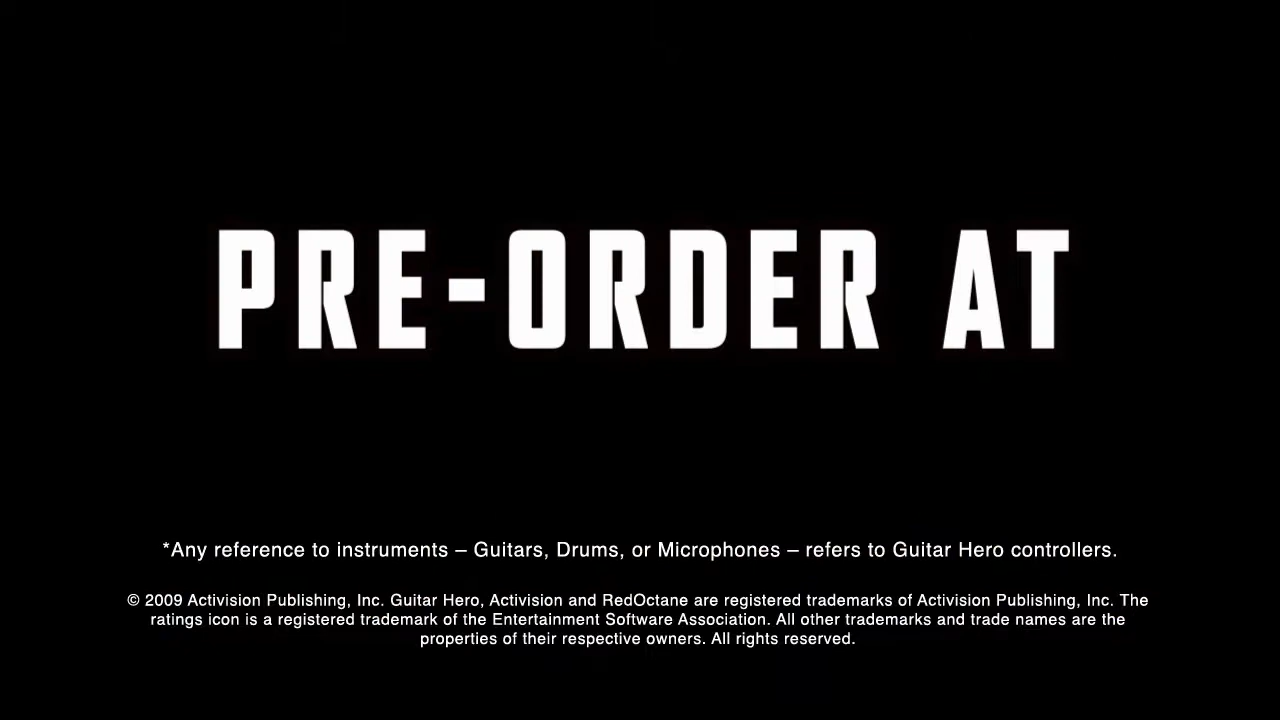 PRE-ORDER AT
*Any reference to instruments – Guitars, Drums, or Microphones – refers to Guitar Hero controllers.
© 2009 Activision Publishing, Inc. Guitar Hero, Activision and RedOctane are registered trademarks of Activision Publishing, Inc. The
ratings icon is a registered trademark of the Entertainment Software Association. All other trademarks and trade names are the
properties of their respective owners. All rights reserved.